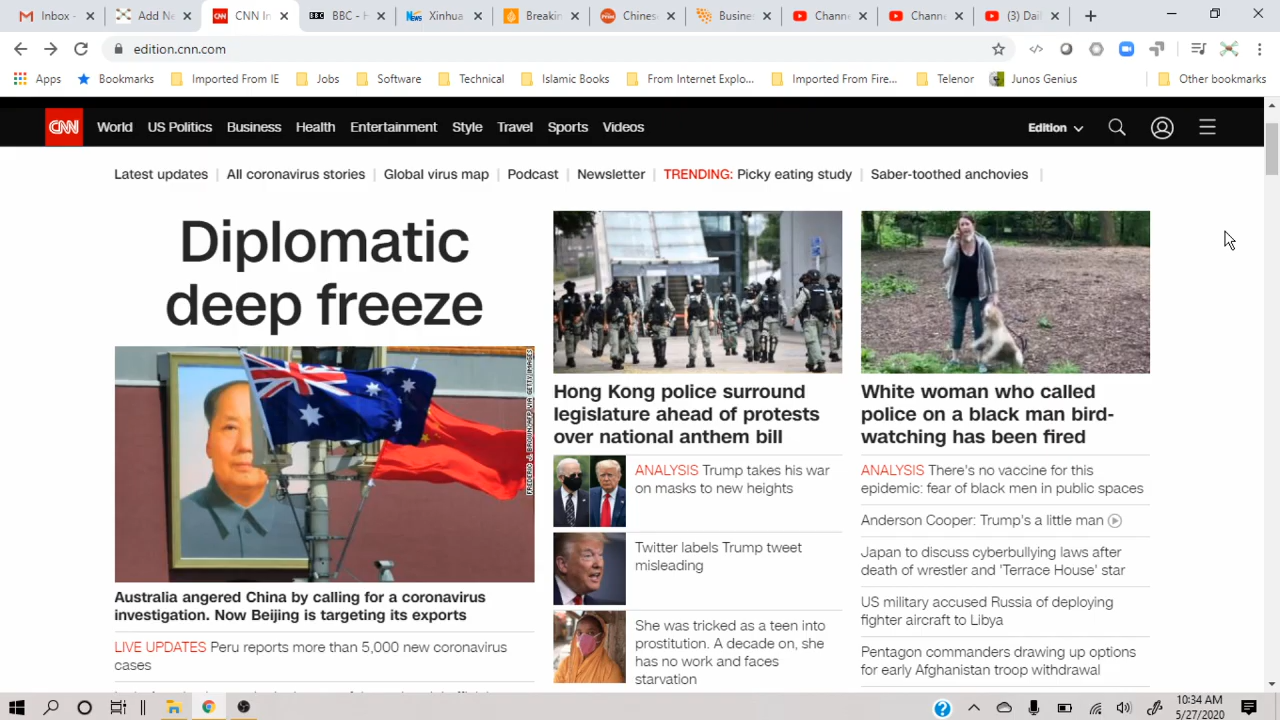 Inbox -
Add Ne
CNN In
BBC - H
Xinhua
Breakin
Chines
Busines
Chann
Chann
(3) Da
edition.cnn.com
Apps
Bookmarks
Imported From IE
Jobs
Software
Technical
Islamic Books
From Internet Explo...
Imported From Fire...
Telenor
Junos Genius
Other bookmarks
CNN World US Politics Business Health Entertainment Style Travel Sports Videos Edition
Latest updates All coronavirus stories Global virus map Podcast Newsletter TRENDING: Picky eating study Saber-toothed anchovies
Diplomatic
deep freeze
FREDERIC J. BROWN/AFP VIA GETTY IMAGES
Australia angered China by calling for a coronavirus
investigation. Now Beijing is targeting its exports
LIVE UPDATES Peru reports more than 5,000 new coronavirus
cases
Hong Kong police surround
legislature ahead of protests
over national anthem bill
ANALYSIS Trump takes his war
on masks to new heights
Twitter labels Trump tweet
misleading
She was tricked as a teen into
prostitution. A decade on, she
has no work and faces
starvation
White woman who called
police on a black man bird-
watching has been fired
ANALYSIS There's no vaccine for this
epidemic: fear of black men in public spaces
Anderson Cooper: Trump's a little man
Japan to discuss cyberbullying laws after
death of wrestler and 'Terrace House' star
US military accused Russia of deploying
fighter aircraft to Libya
Pentagon commanders drawing up options
for early Afghanistan troop withdrawal
10:34 AM
5/27/2020